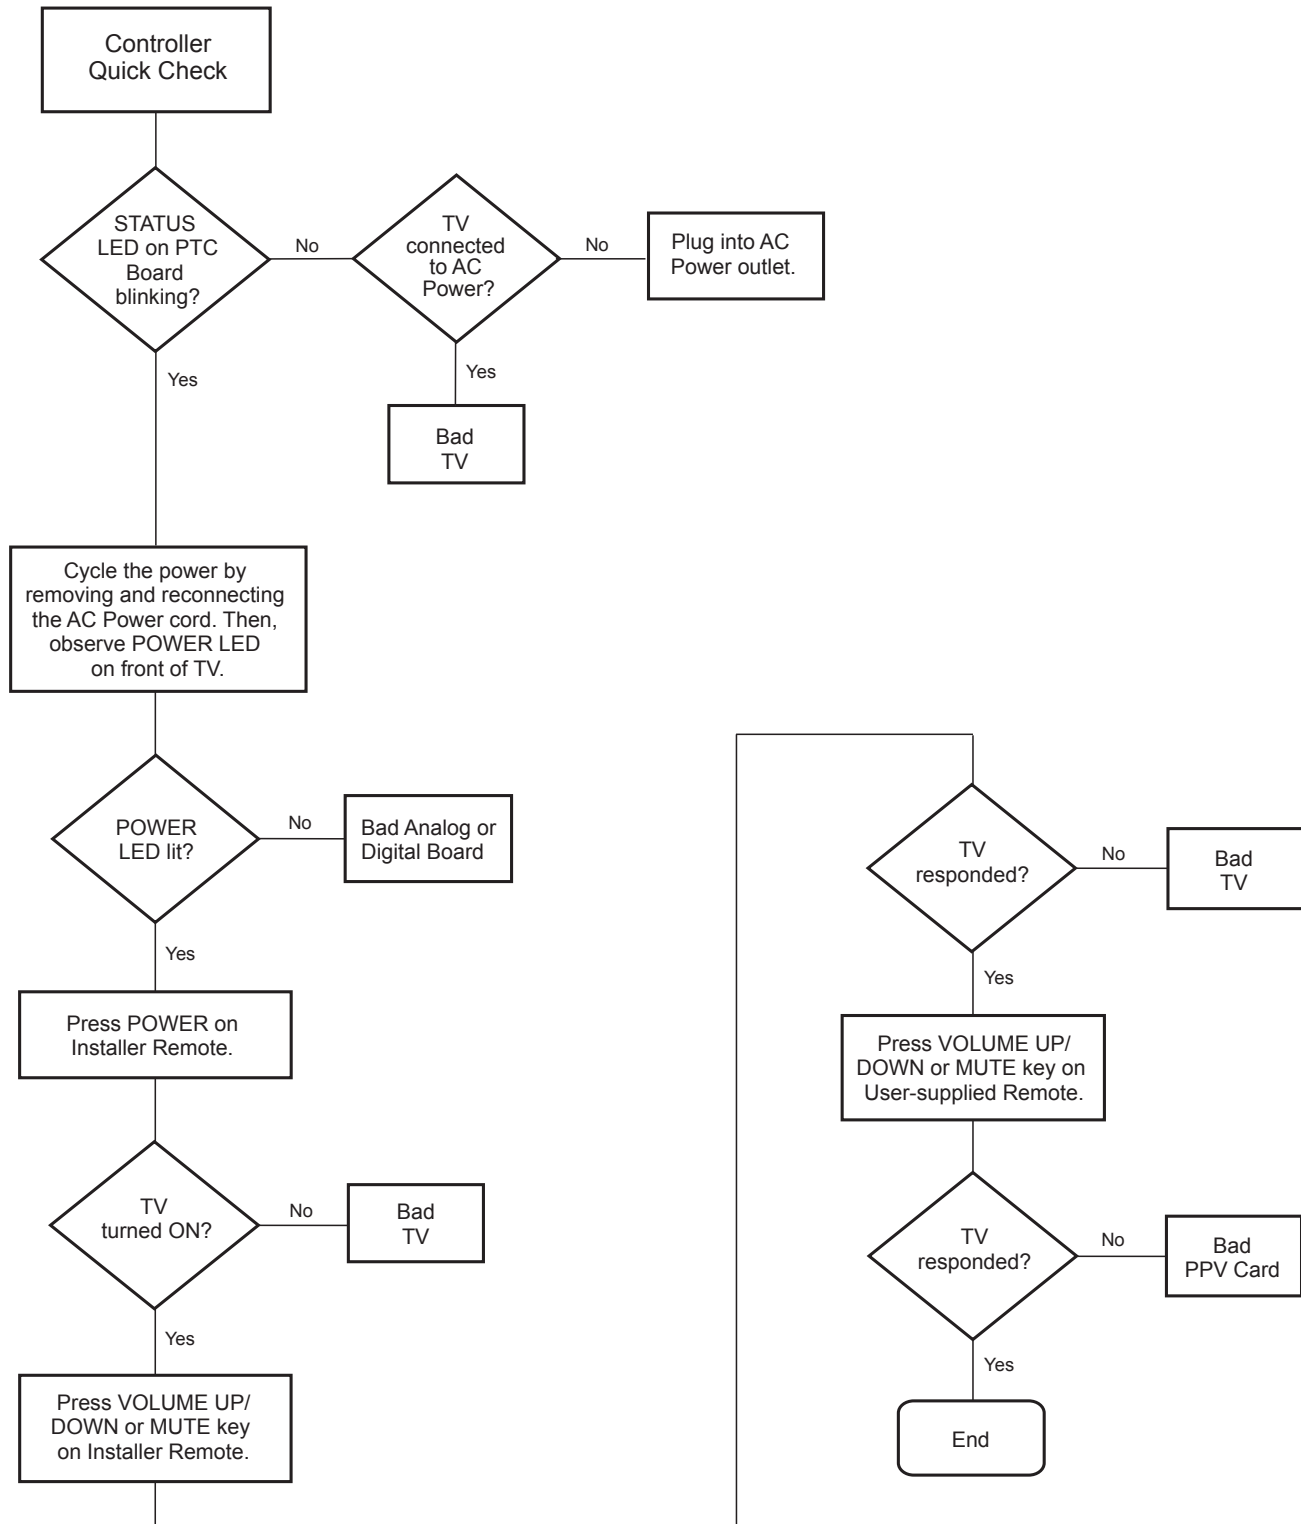 Controller
Quick Check
STATUS
LED on PTC
Board
blinking?
No
TV
connected
to AC
Power?
No
Plug into AC
Power outlet.
Yes
Yes
Bad
TV
Cycle the power by
removing and reconnecting
the AC Power cord. Then,
observe POWER LED
on front of TV.
POWER
LED lit?
No
Bad Analog or
Digital Board
Yes
Press POWER on
Installer Remote.
TV
turned ON?
No
Bad
TV
Yes
Press VOLUME UP/
DOWN or MUTE key
on Installer Remote.
TV
responded?
No
Bad
TV
Yes
Press VOLUME UP/
DOWN or MUTE key on
User-supplied Remote.
TV
responded?
No
Bad
PPV Card
Yes
End